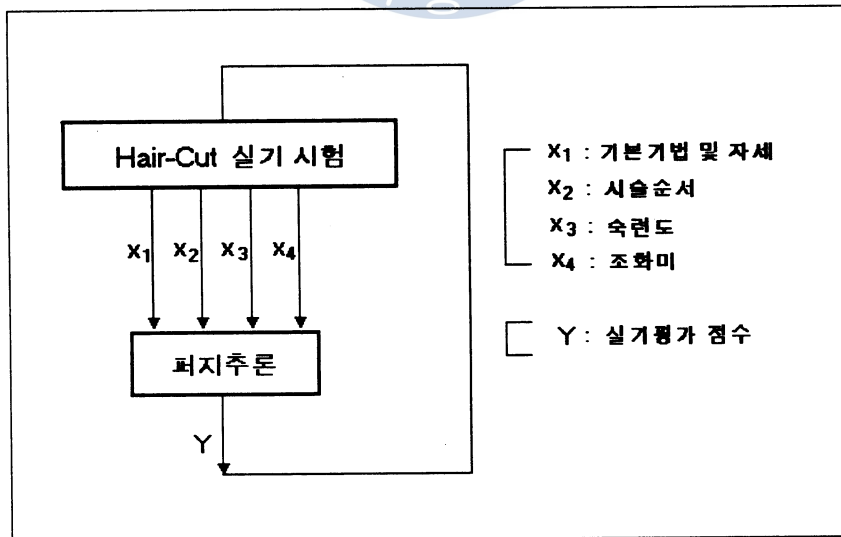 Hair-Cut 실기 시험
X₁ X₂ X₃ X₄
퍼지추론
Y
X₁ : 기본기법 및 자세
X₂ : 시술순서
X₃ : 숙련도
X₄ : 조화미
Y : 실기평가 점수